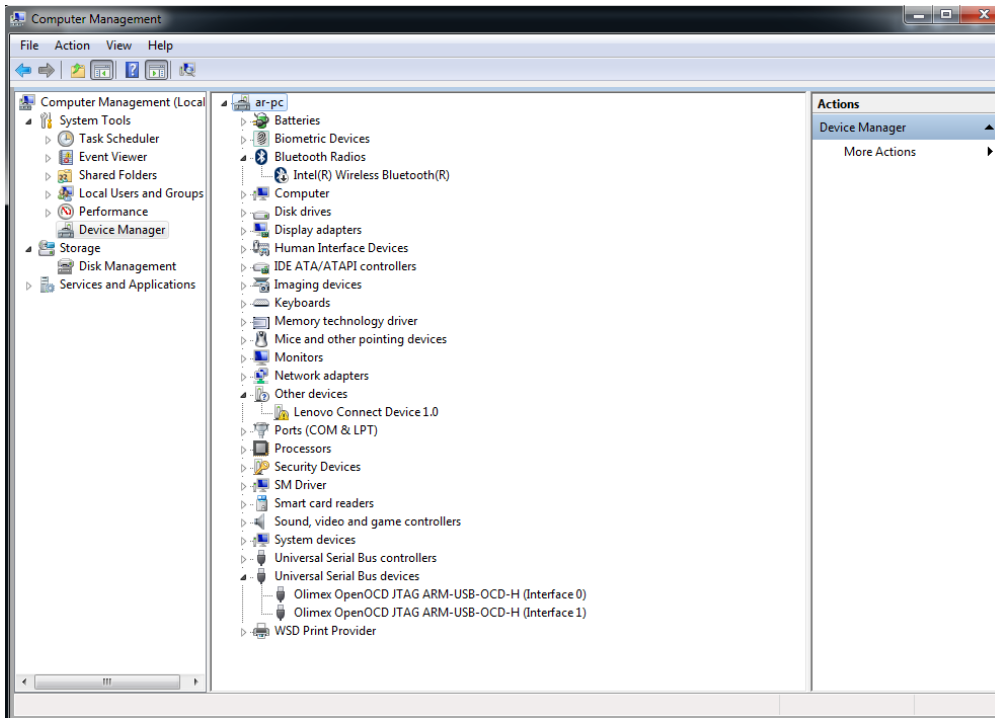 Computer Management
File Action View Help
Computer Management (Local
System Tools
Task Scheduler
Event Viewer
Shared Folders
Local Users and Groups
Performance
Device Manager
Storage
Disk Management
Services and Applications
ar-pc
Batteries
Biometric Devices
Bluetooth Radios
Intel(R) Wireless Bluetooth(R)
Computer
Disk drives
Display adapters
Human Interface Devices
IDE ATA/ATAPI controllers
Imaging devices
Keyboards
Memory technology driver
Mice and other pointing devices
Monitors
Network adapters
Other devices
Lenovo Connect Device 1.0
Ports (COM & LPT)
Processors
Security Devices
SM Driver
Smart card readers
Sound, video and game controllers
System devices
Universal Serial Bus controllers
Universal Serial Bus devices
Olimex OpenOCD JTAG ARM-USB-OCD-H (Interface 0)
Olimex OpenOCD JTAG ARM-USB-OCD-H (Interface 1)
WSD Print Provider
Actions
Device Manager
More Actions